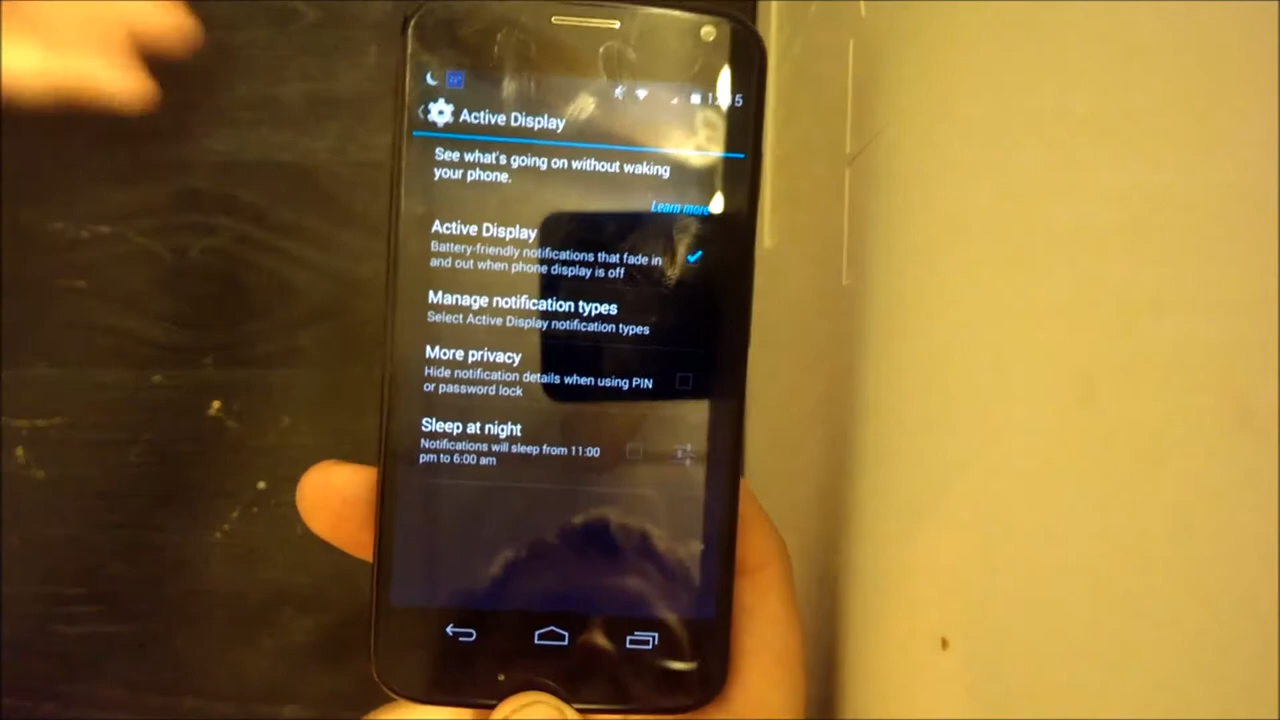 Active Display
See what's going on without waking
your phone.
Learn more
Active Display
Battery-friendly notifications that fade in
and out when phone display is off
Manage notification types
Select Active Display notification types
More privacy
Hide notification details when using PIN
or password lock
Sleep at night
Notifications will sleep from 11:00
pm to 6:00 am